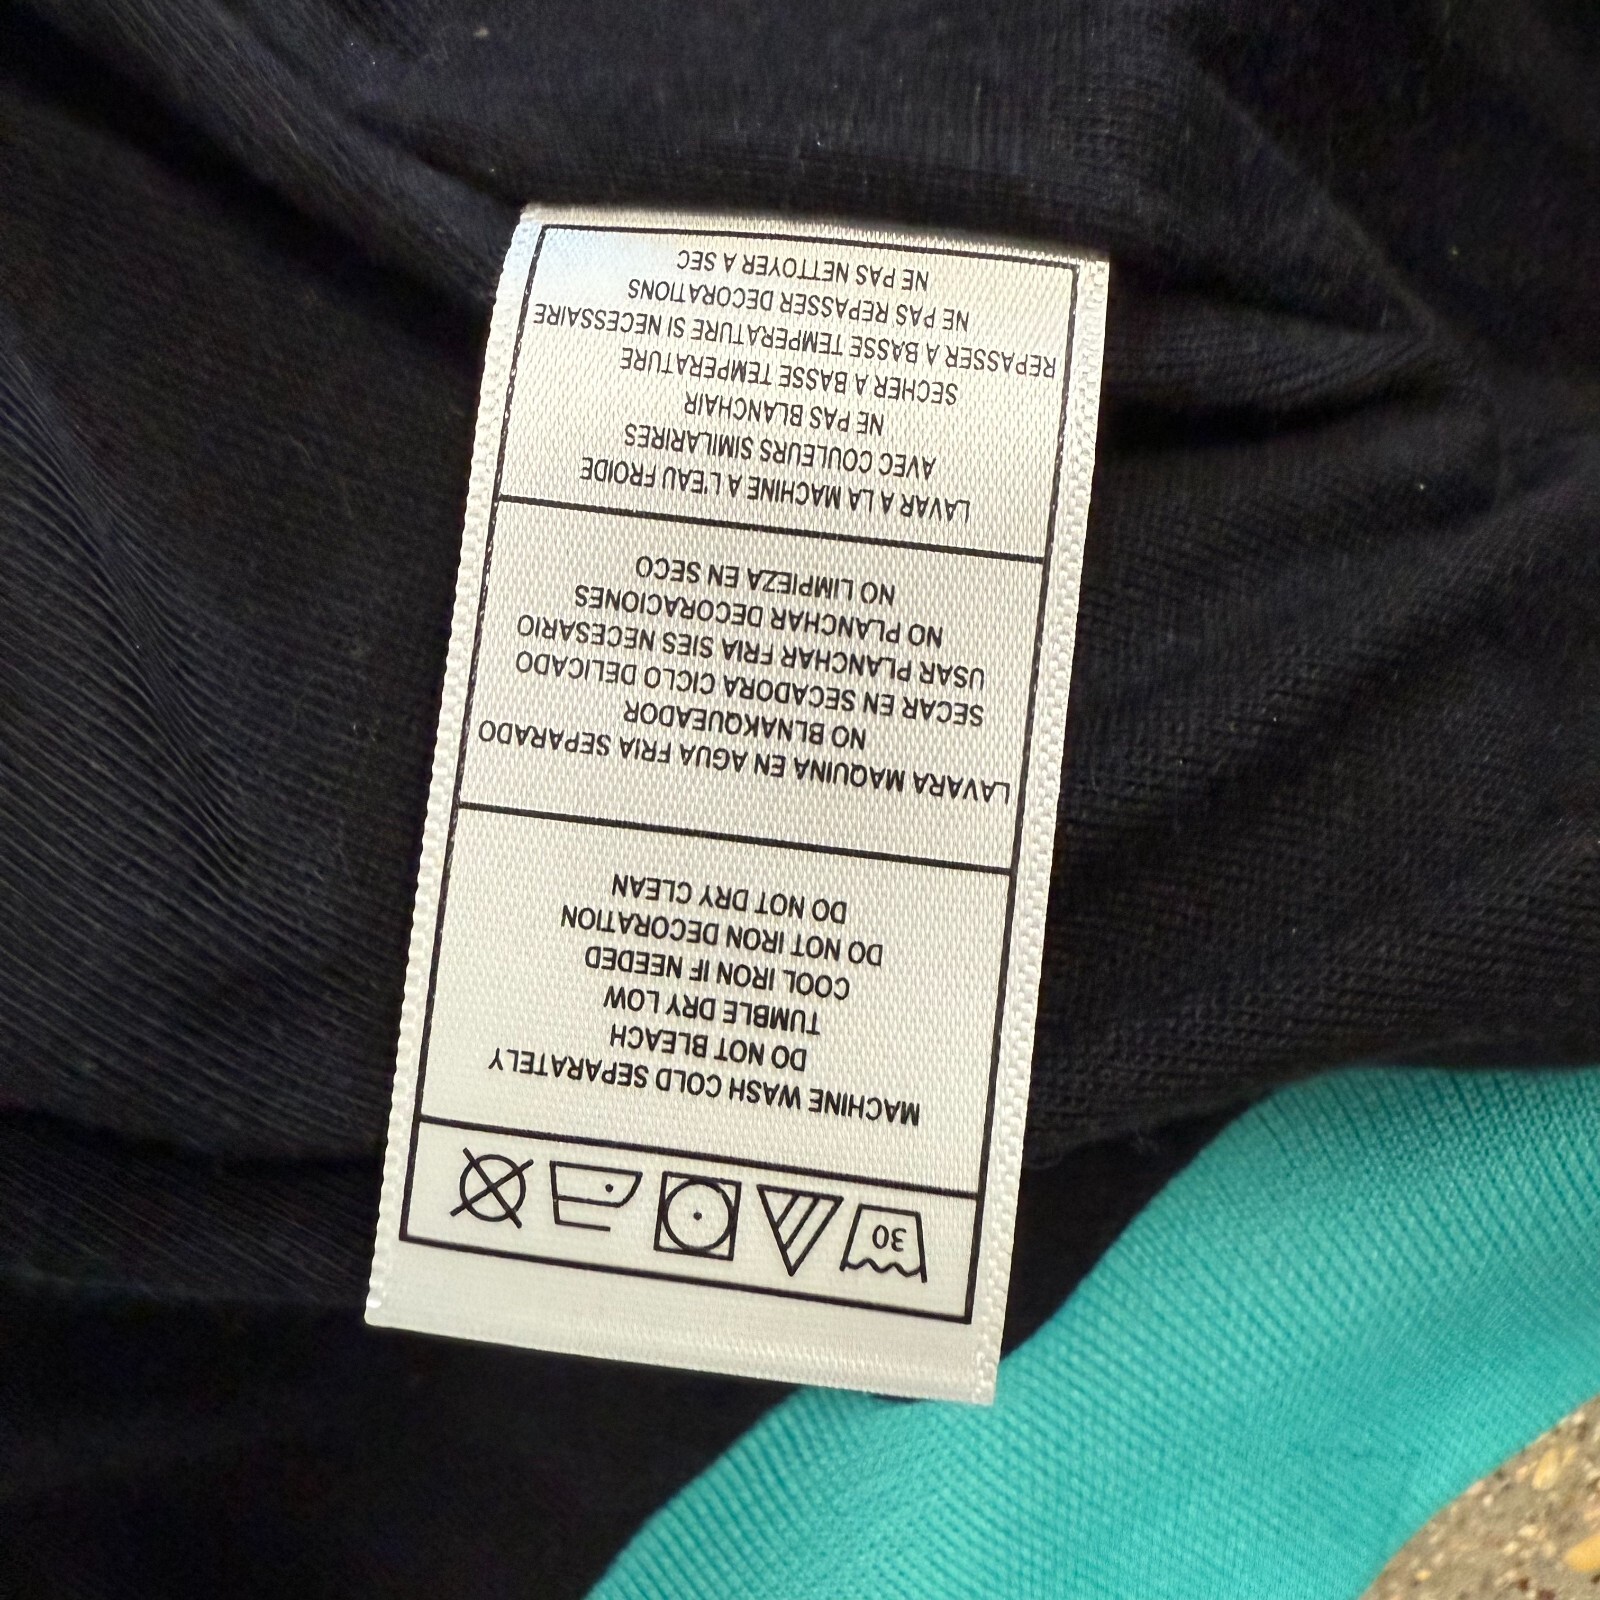 30
MACHINE WASH COLD SEPARATELY
DO NOT BLEACH
TUMBLE DRY LOW
COOL IRON IF NEEDED
DO NOT IRON DECORATION
DO NOT DRY CLEAN
LAVARA MAQUINA EN AGUA FRIA SEPARADO
NO BLNAKQUEADOR
SECAR EN SECADORA CICLO DELICADO
USAR PLANCHAR FRIA SIES NECESARIO
NO PLANCHAR DECORACIONES
NO LIMPIEZA EN SECO
LAVAR A LA MACHINE A L'EAU FROIDE
AVEC COULEURS SIMILARIRES
NE PAS BLANCHAIR
SECHER A BASSE TEMPERATURE
REPASSER A BASSE TEMPERATURE SI NECESSAIRE
NE PAS REPASSER DECORATIONS
NE PAS NETTOYER A SEC